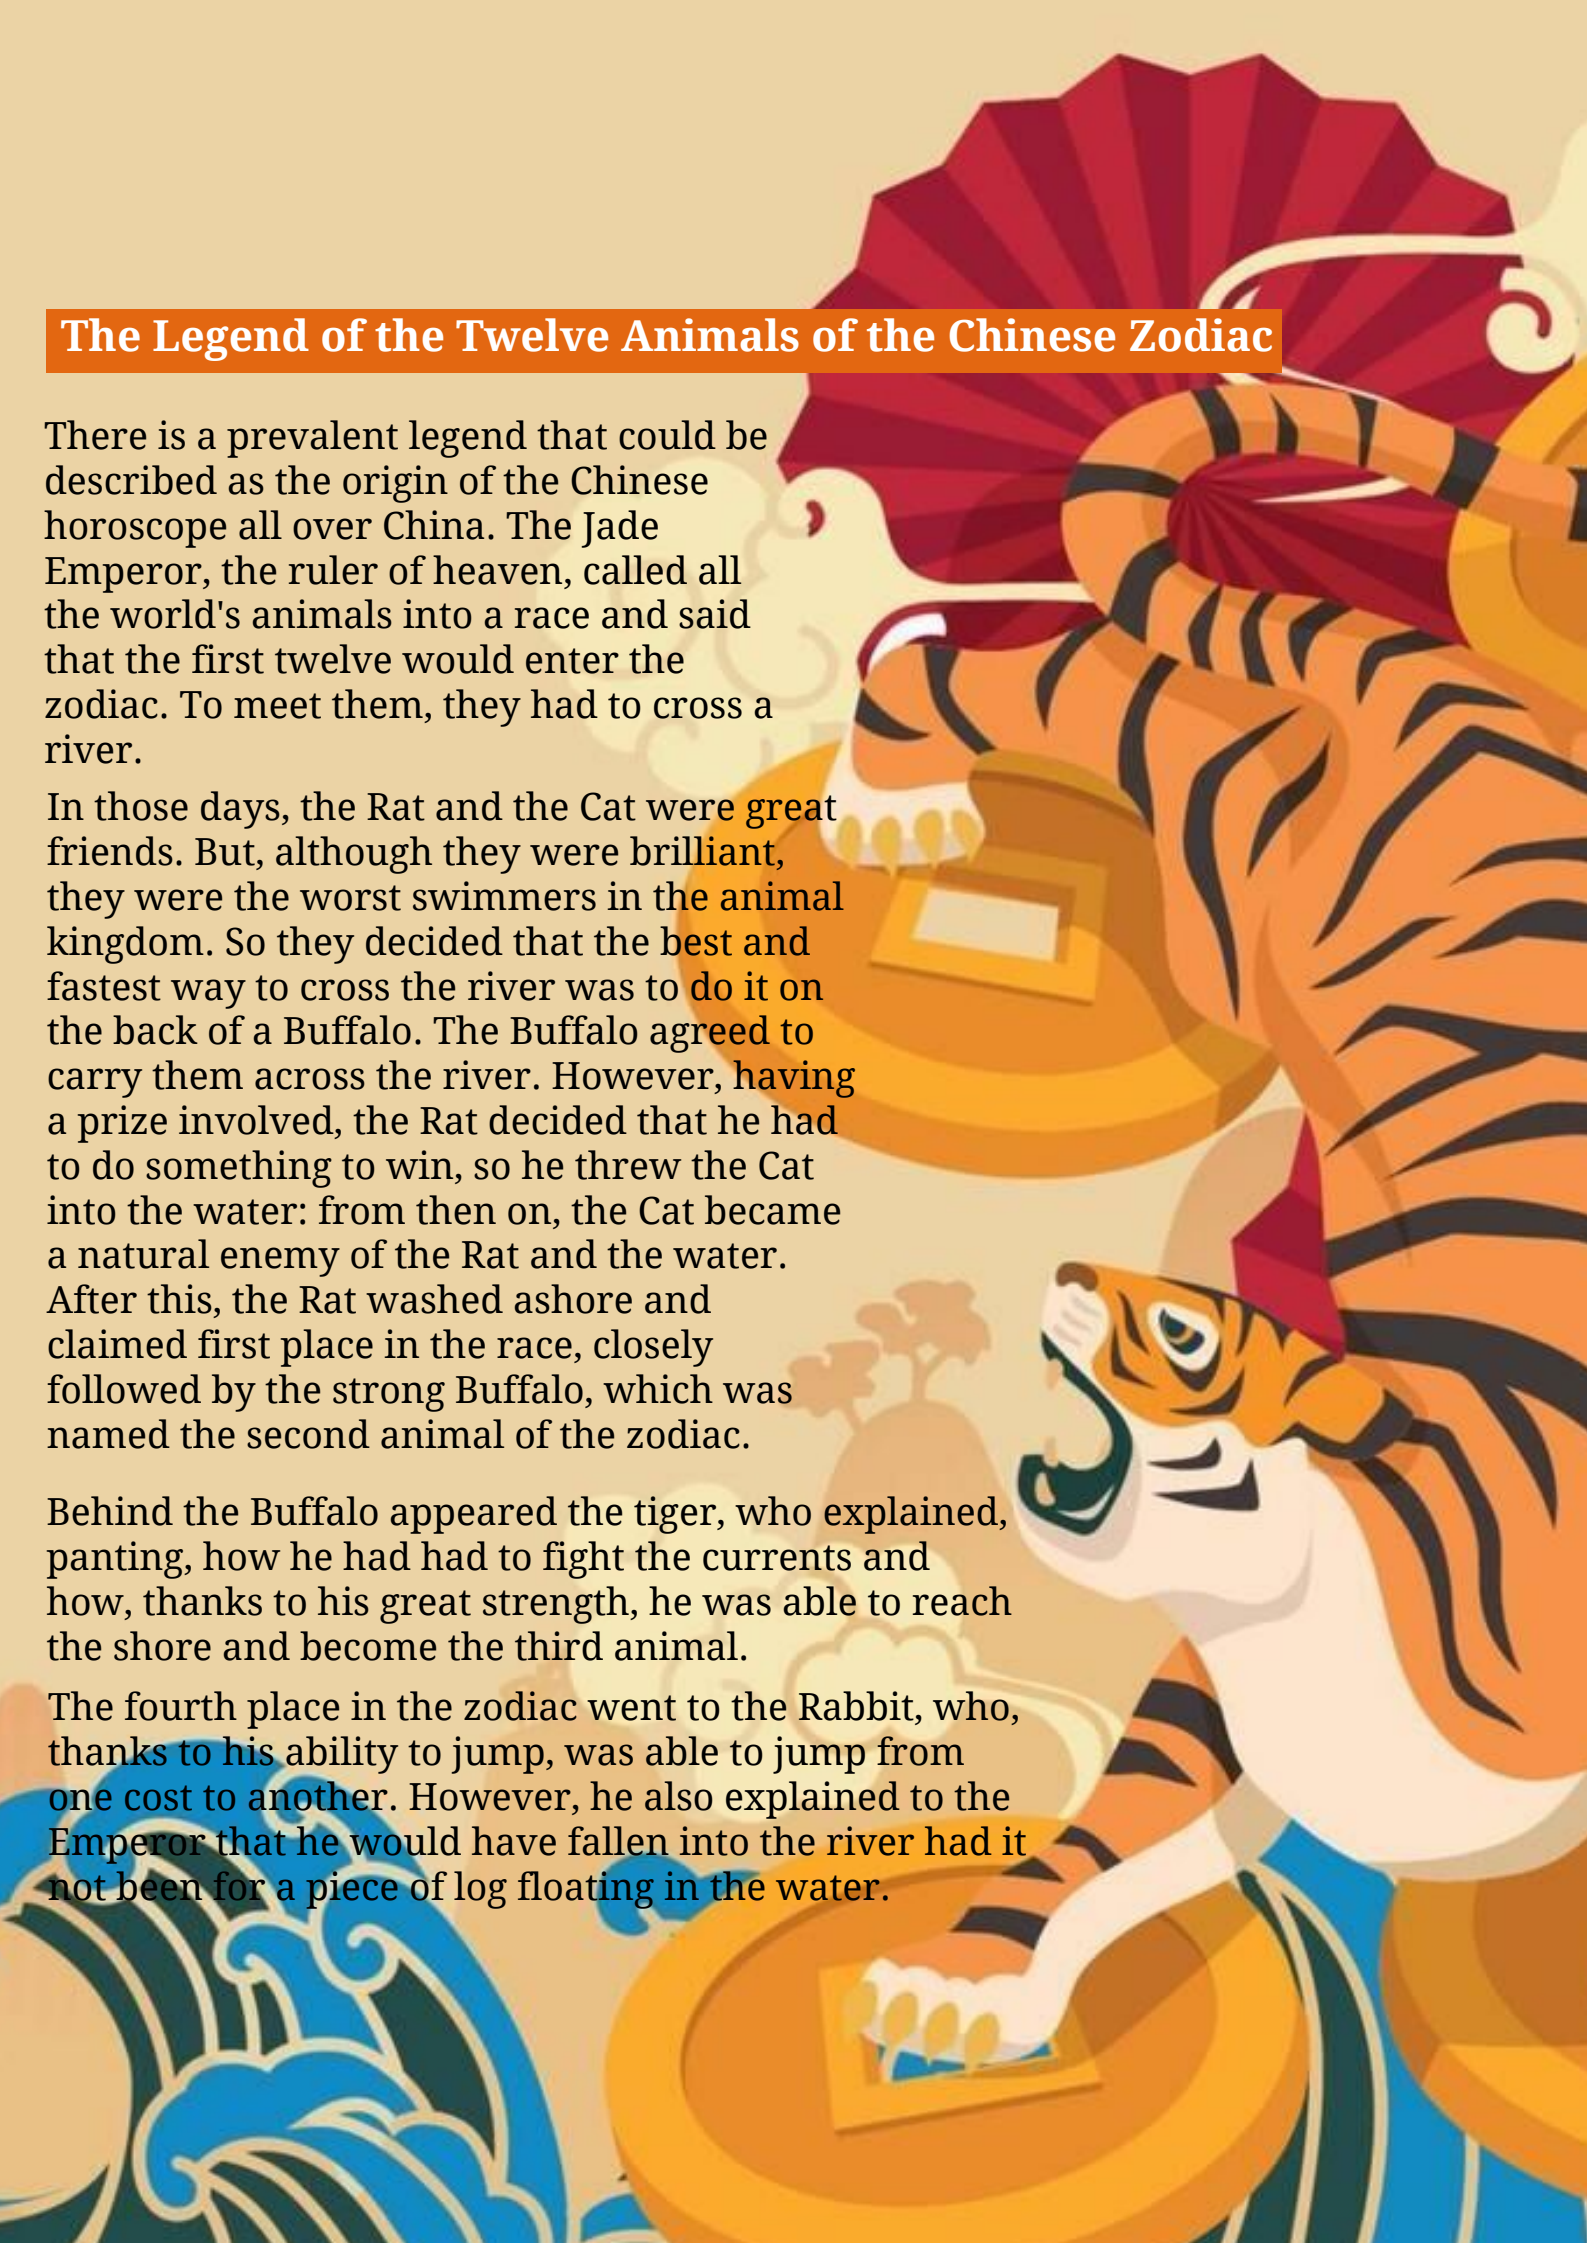 The Legend of the Twelve Animals of the Chinese Zodiac
There is a prevalent legend that could be
described as the origin of the Chinese
horoscope all over China. The Jade
Emperor, the ruler of heaven, called all
the world's animals into a race and said
that the first twelve would enter the
zodiac. To meet them, they had to cross a
river.
In those days, the Rat and the Cat were great
friends. But, although they were brilliant,
they were the worst swimmers in the animal
kingdom. So they decided that the best and
fastest way to cross the river was to do it on
the back of a Buffalo. The Buffalo agreed to
carry them across the river. However, having
a prize involved, the Rat decided that he had
to do something to win, so he threw the Cat
into the water: from then on, the Cat became
a natural enemy of the Rat and the water.
After this, the Rat washed ashore and
claimed first place in the race, closely
followed by the strong Buffalo, which was
named the second animal of the zodiac.
Behind the Buffalo appeared the tiger, who explained,
panting, how he had had to fight the currents and
how, thanks to his great strength, he was able to reach
the shore and become the third animal.
The fourth place in the zodiac went to the Rabbit, who,
thanks to his ability to jump, was able to jump from
one cost to another. However, he also explained to the
Emperor that he would have fallen into the river had it
not been for a piece of log floating in the water.